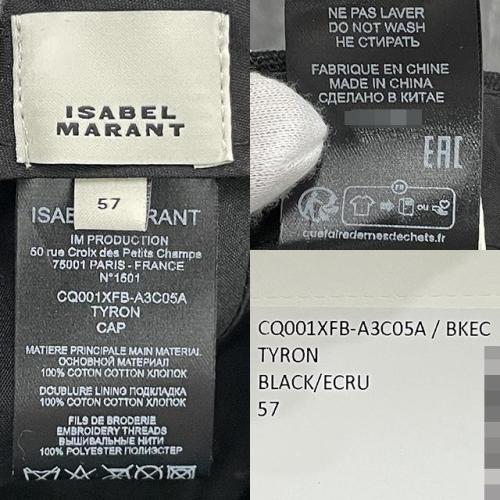 ISABEL
MARANT
57
ISABEL MARANT
IM PRODUCTION
50 rue Croix des Petits Champs
75001 PARIS - FRANCE
N°1501
CQ001XFB-A3C05A
TYRON
CAP
MATIERE PRINCIPALE MAIN MATERIAL
ОСНОВНОЙ МАТЕРИАЛ
100% COTON COTTON ХЛОПОК
DOUBLURE LINING ПОДКЛАДКА
100% COTON COTTON ХЛОПОК
FILS DE BRODERIE
EMBROIDERY THREADS
ВЫШИВАЛЬНЫЕ НИТИ
100% POLYESTER ПОЛИЭСТЕР
NE PAS LAVER
DO NOT WASH
НЕ СТИРАТЬ
FABRIQUE EN CHINE
MADE IN CHINA
СДЕЛАНО В КИТАЕ
EAC
FR
ou
quefairedemesdechets.fr
CQ001XFB-A3C05A / BKEC
TYRON
BLACK/ECRU
57